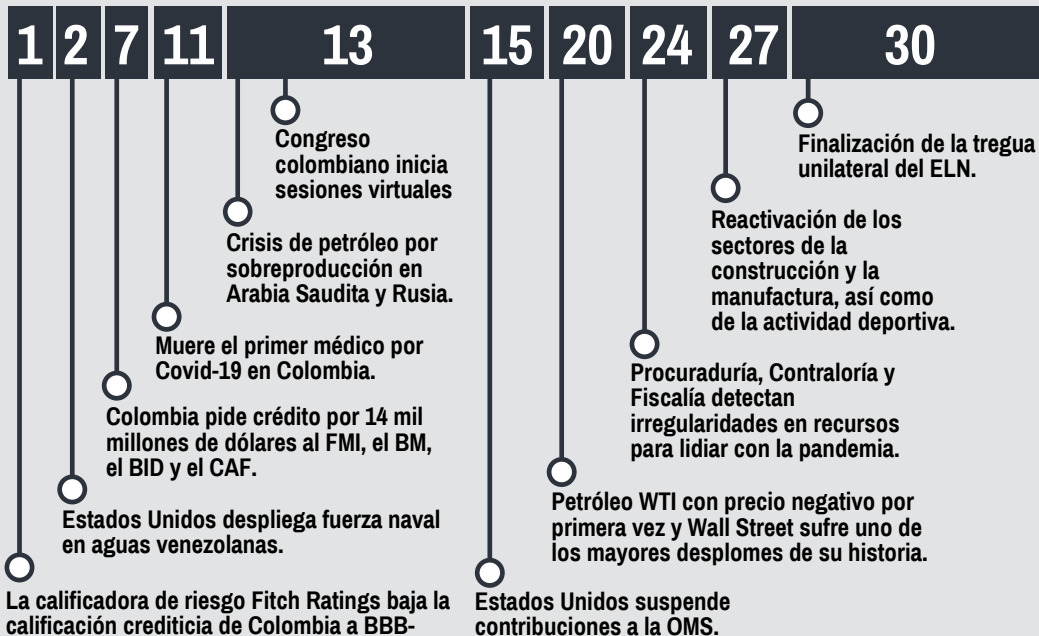 1 2 7 11 13 15 20 24 27 30
Congreso
colombiano inicia
sesiones virtuales
Crisis de petróleo por
sobreproducción en
Arabia Saudita y Rusia.
Muere el primer médico por
Covid-19 en Colombia.
Colombia pide crédito por 14 mil
millones de dólares al FMI, el BM,
el BID y el CAF.
Estados Unidos despliega fuerza naval
en aguas venezolanas.
La calificadora de riesgo Fitch Ratings baja la
calificación crediticia de Colombia a BBB-
Finalización de la tregua
unilateral del ELN.
Reactivación de los
sectores de la
construcción y la
manufactura, así como
de la actividad deportiva.
Procuraduría, Contraloría y
Fiscalía detectan
irregularidades en recursos
para lidiar con la pandemia.
Petróleo WTI con precio negativo por
primera vez y Wall Street sufre uno de
los mayores desplomes de su historia.
Estados Unidos suspende
contribuciones a la OMS.